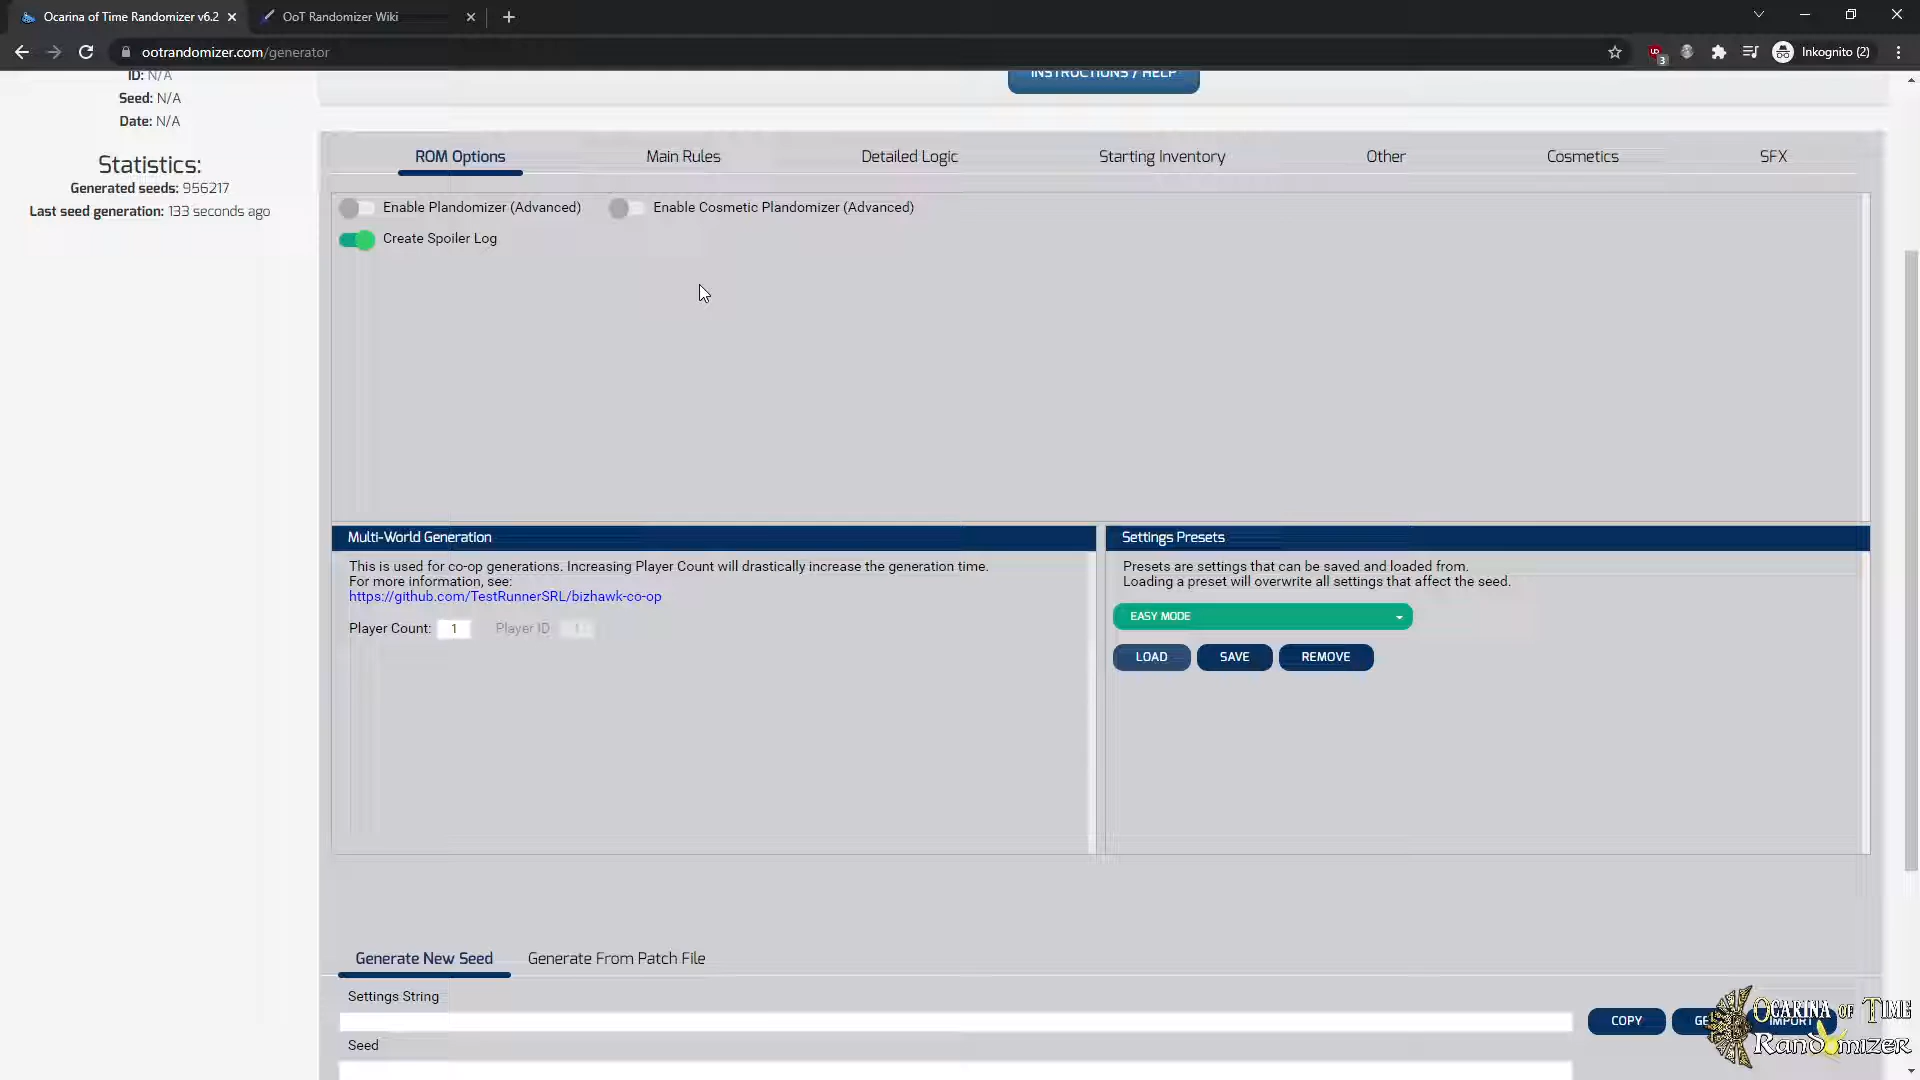 Ocarina of Time Randomizer v6.2
OoT Randomizer Wiki
ootrandomizer.com/generator
3
Inkognito (2)
ID: N/A
Seed: N/A
Date: N/A
Statistics:
Generated seeds: 956217
Last seed generation: 133 seconds ago
INSTRUCTIONS / HELP
ROM Options
Main Rules
Detailed Logic
Starting Inventory
Other
Cosmetics
SFX
Enable Plandomizer (Advanced)
Enable Cosmetic Plandomizer (Advanced)
Create Spoiler Log
Multi-World Generation
This is used for co-op generations. Increasing Player Count will drastically increase the generation time.
For more information, see:
https://github.com/TestRunnerSRL/bizhawk-co-op
Player Count: 1 Player ID 1
Settings Presets
Presets are settings that can be saved and loaded from.
Loading a preset will overwrite all settings that affect the seed.
EASY MODE
LOAD
SAVE
REMOVE
Generate New Seed
Generate From Patch File
Settings String
COPY
IMPORT
Seed
Ocarina of Time
Randomizer